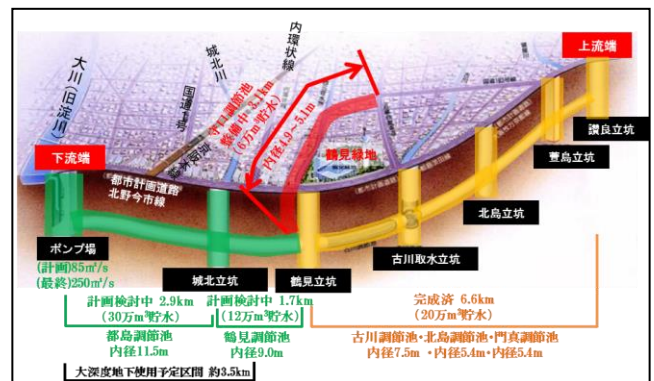 上流端
大川(旧淀川)
国道1号
城北川
内環状線
守口調節池
整備中 3.1km
(6万m³貯水)
内径4.9~5.1m
鶴見緑地
讃良立坑
萱島立坑
北島立坑
古川取水立坑
下流端
都市計画道路
北野今市線
ポンプ場
(計画)85㎥/s
(最終)250㎥/s
城北立坑
鶴見立坑
計画検討中 2.9km
(30万m³貯水)
都島調節池
内径11.5m
計画検討中 1.7km
(12万m³貯水)
鶴見調節池
内径9.0m
完成済 6.6km
(20万m³貯水)
古川調節池・北島調節池・門真調節池
内径7.5m ・内径5.4m・内径5.4m
大深度地下使用予定区間 約3.5km